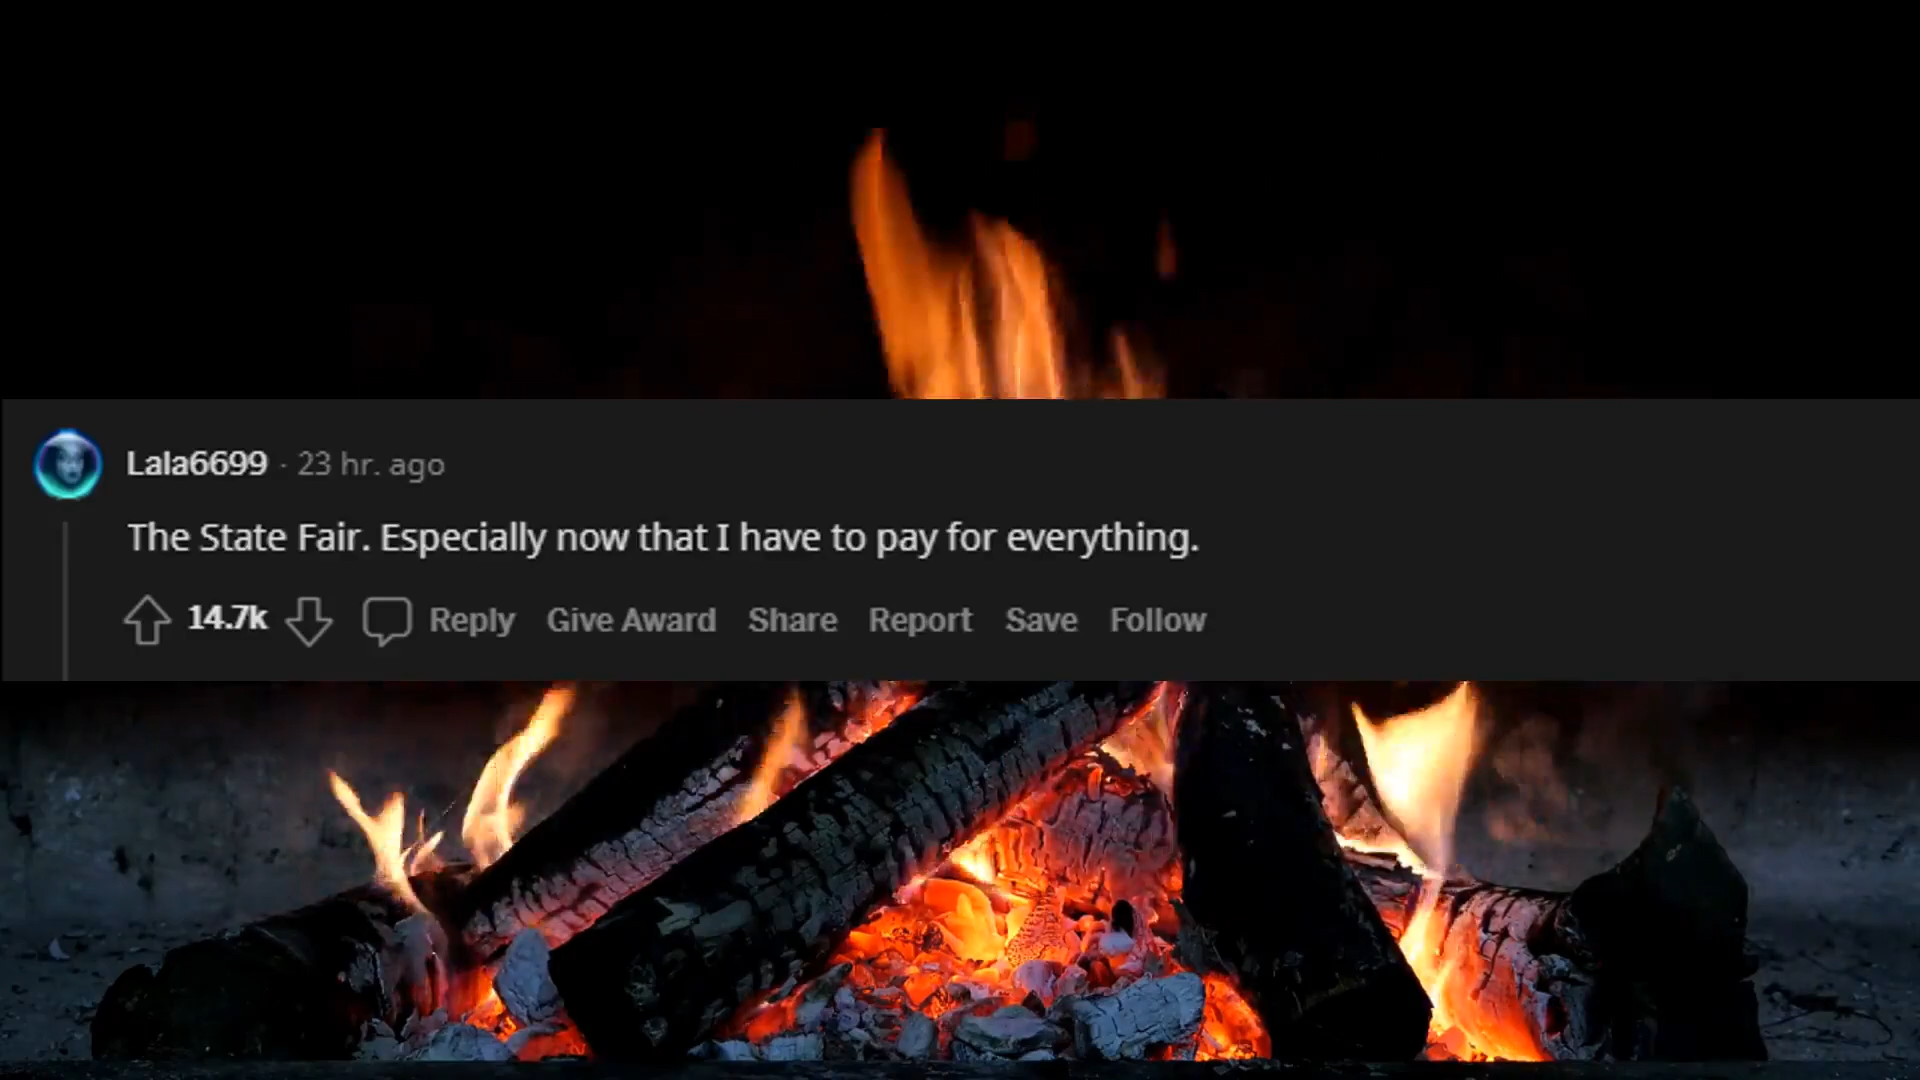 Lala6699 · 23 hr. ago
The State Fair. Especially now that I have to pay for everything.
14.7k Reply Give Award Share Report Save Follow